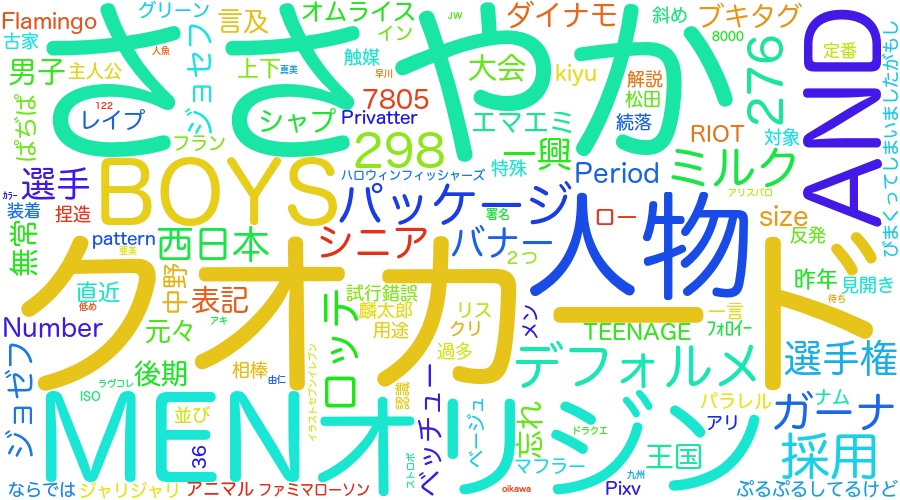 Flamingo
グリーン
言及
オムライス
ダイナモ
斜め
ブキタグ
古家
人魚
ささやか
イン
8000
JW
定番
AND
男子
主人公
ジョセフ
上下
真美
触媒
早川
大会
kiyu
解説
276
122
7805
松田
ぱぢぱ
レイプ
シャプ
Privatter
エマエミ
続落
RIOT
対象
フラン
298
一興
特殊
ミルク
選手
BOYS
ハロウィンフィッシャーズ
Period
アリスパロ
カラー
装着
捏造
パッケージ
署名
人物
ロー
size
反発
びまくってしまいましたがもし
無常
pattern
亜美
西日本
シニア
バナー
2つ
クオカード
中野
直近
低め
表記
試行錯誤
麟太郎
リス
昨年
見開き
待ち
Number
元々
アキ
ロッテ
用途
クリ
メン
一言
TEENAGE
フォロイー
ジョゼフ
後期
相棒
由仁
イラストセブンイレブン
過多
デフォルメ
選手権
ラヴコレ
ISO
MEN
並び
オリジン
認識
ベッチュー
ベージュ
忘れ
ドラクエ
パラレル
ナム
アリ
ガーナ
36
ストロボ
マフラー
王国
採用
九州
ならでは
ジャリジャリ
アニマル
ファミマローソン
oikawa
Pixv
ぷるぷるしてるけど